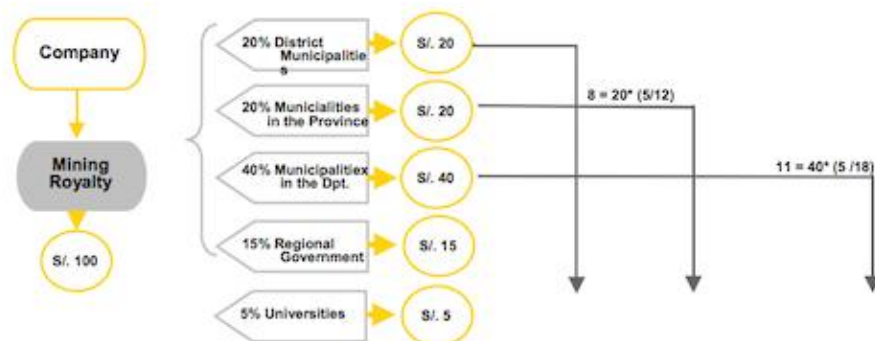 Company
Mining
Royalty
S/. 100
20% District
Municipalitie
s
S/. 20
20% Municialities
in the Province
S/. 20
40% Municipalitiex
in the Dpt.
S/. 40
15% Regional
Government
S/. 15
5% Universities
S/. 5
8 = 20* (5/12)
11 = 40* (5 /18)